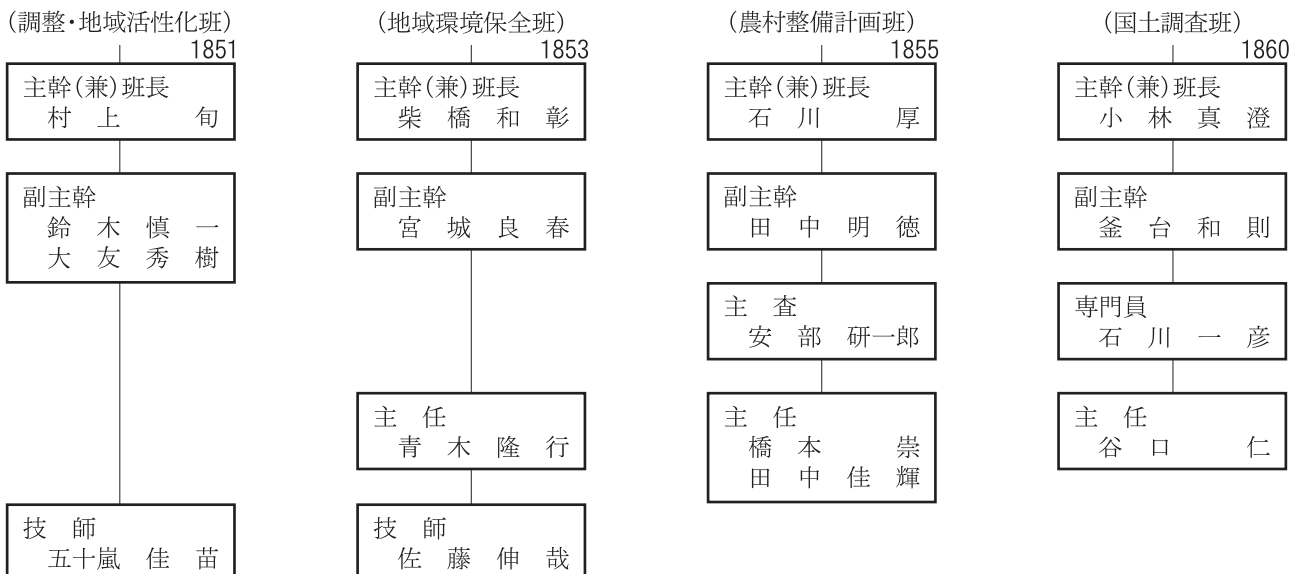 （調整・地域活性化班）
1851
主幹（兼）班長
村上　旬
副主幹
鈴木慎一
大友秀樹
技師
五十嵐佳苗
（地域環境保全班）
1853
主幹（兼）班長
柴橋和彰
副主幹
宮城良春
主任
青木隆行
技師
佐藤伸哉
（農村整備計画班）
1855
主幹（兼）班長
石川　厚
副主幹
田中明徳
主査
安部研一郎
主任
橋本　崇
田中佳輝
（国土調査班）
1860
主幹（兼）班長
小林真澄
副主幹
釜台和則
専門員
石川一彦
主任
谷口　仁